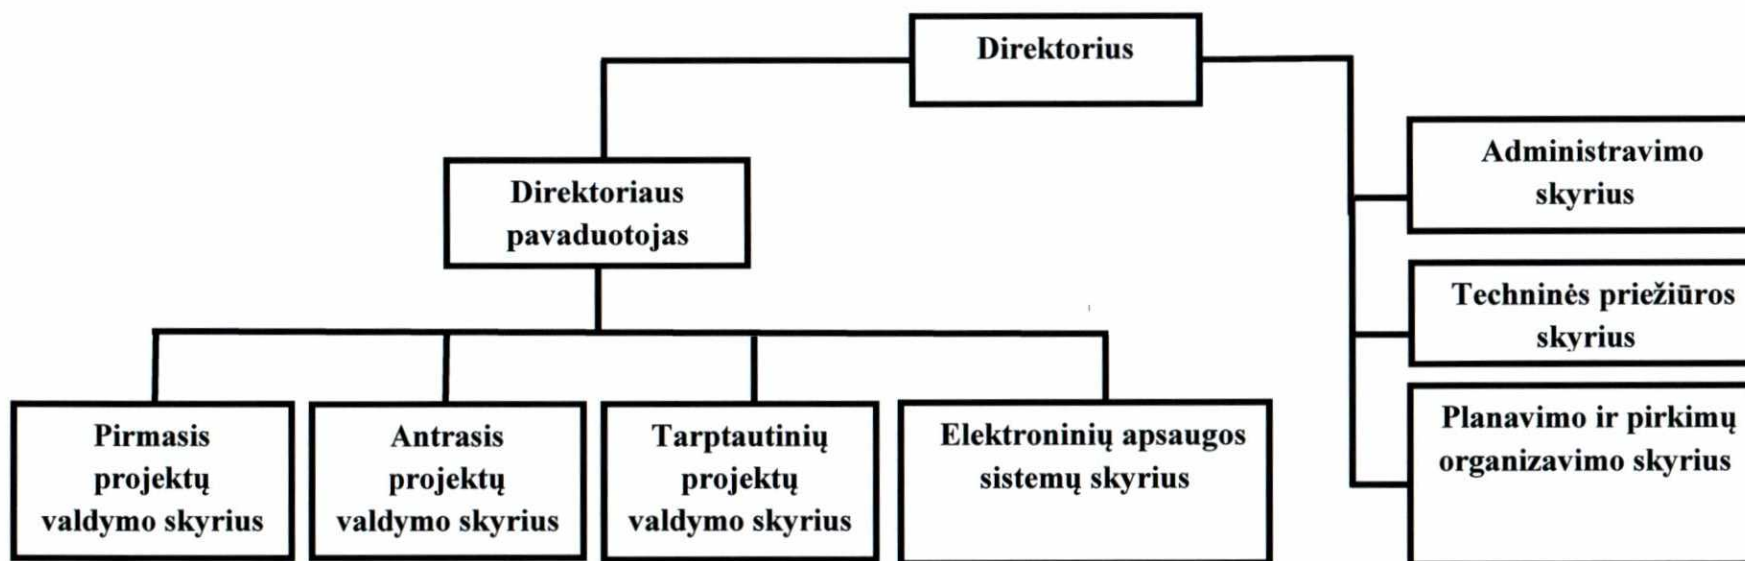 Direktorius
Direktoriaus
pavaduotojas
Administravimo
skyrius
Techninės priežiūros
skyrius
Planavimo ir pirkimų
organizavimo skyrius
Pirmasis
projektų
valdymo skyrius
Antrasis
projektų
valdymo skyrius
Tarptautinių
projektų
valdymo skyrius
Elektroninių apsaugos
sistemų skyrius